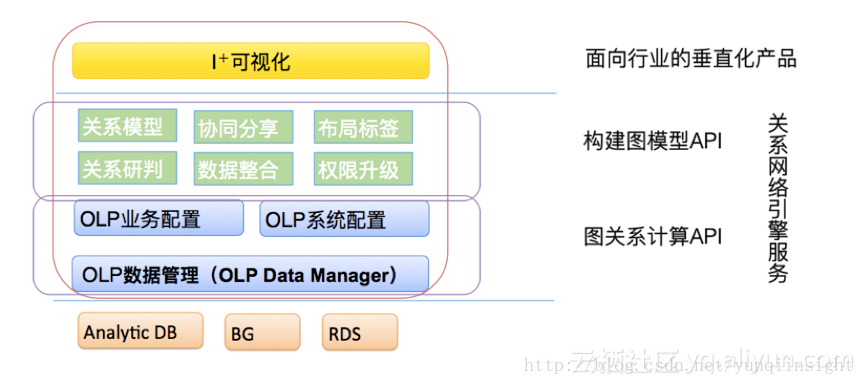 I+可视化
面向行业的垂直化产品
关系模型 协同分享 布局标签
构建图模型API
关系研判 数据整合 权限升级
关系网络引擎服务
OLP业务配置 OLP系统配置
图关系计算API
OLP数据管理（OLP Data Manager）
Analytic DB BG RDS
云栖社区 yq.aliyun.com
http://blog.csdn.net/yunqiinsight